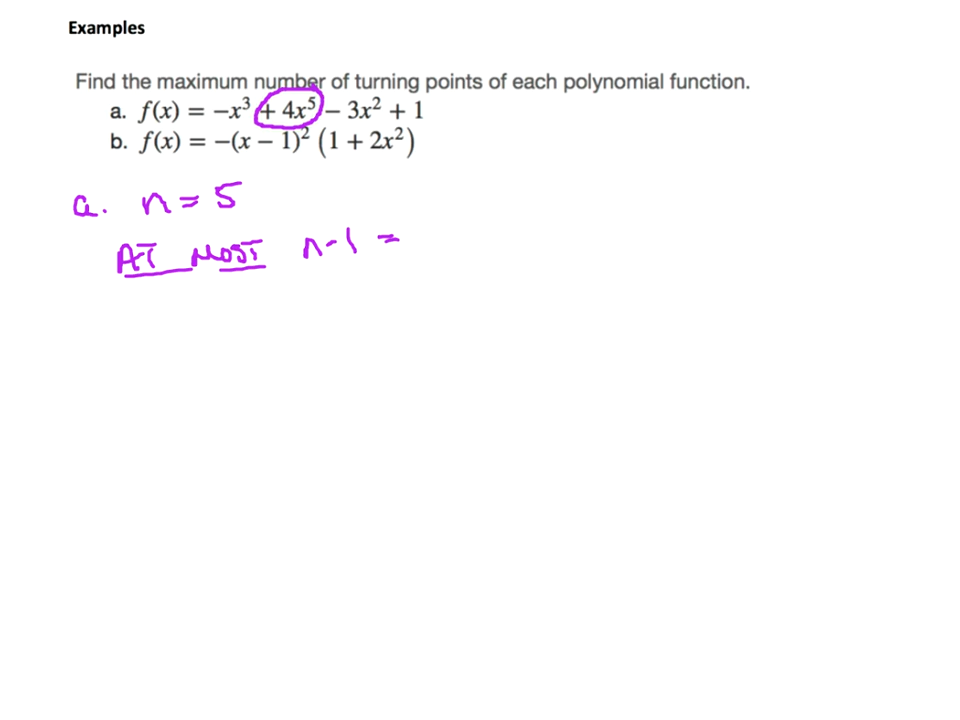 Examples
Find the maximum number of turning points of each polynomial function.
a. f(x) = −x³ + 4x⁵ − 3x² + 1
b. f(x) = −(x − 1)² (1 + 2x²)
a. n = 5
AT MOST n-1 =